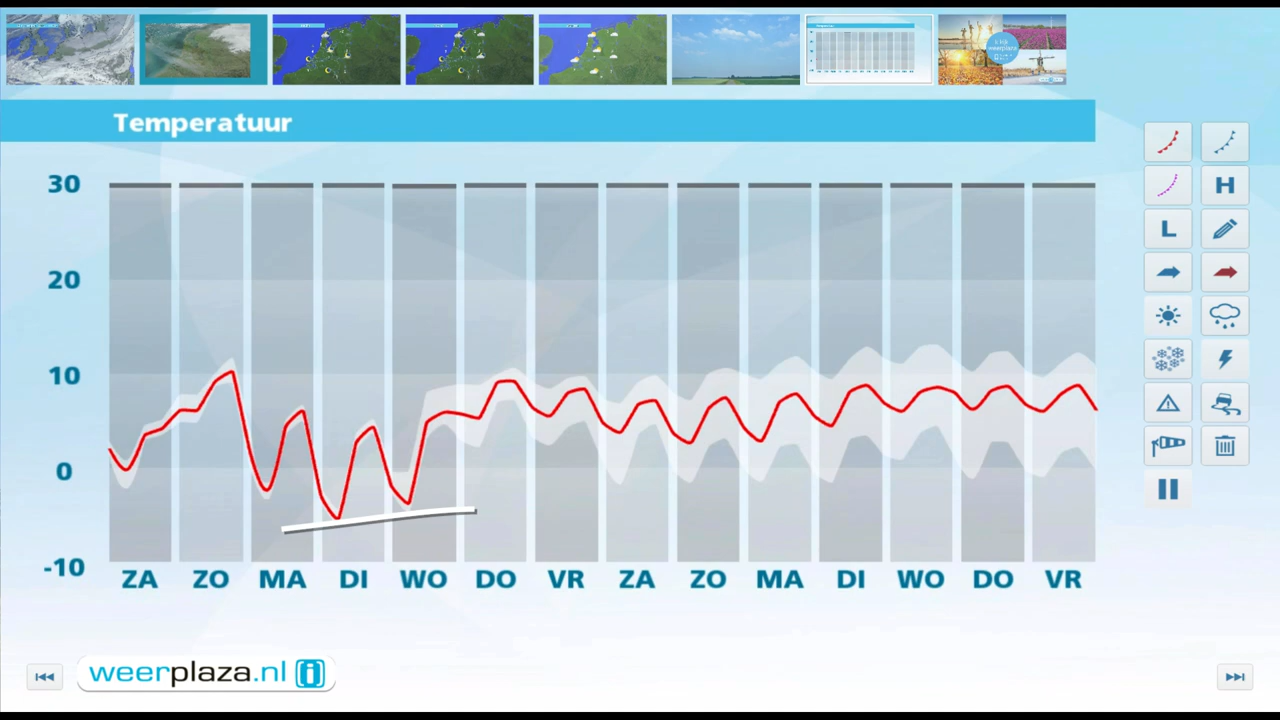 Temperatuur
30
20
10
0
-10
ZA ZO MA DI WO DO VR ZA ZO MA DI WO DO VR
H
L
weerplaza.nl i